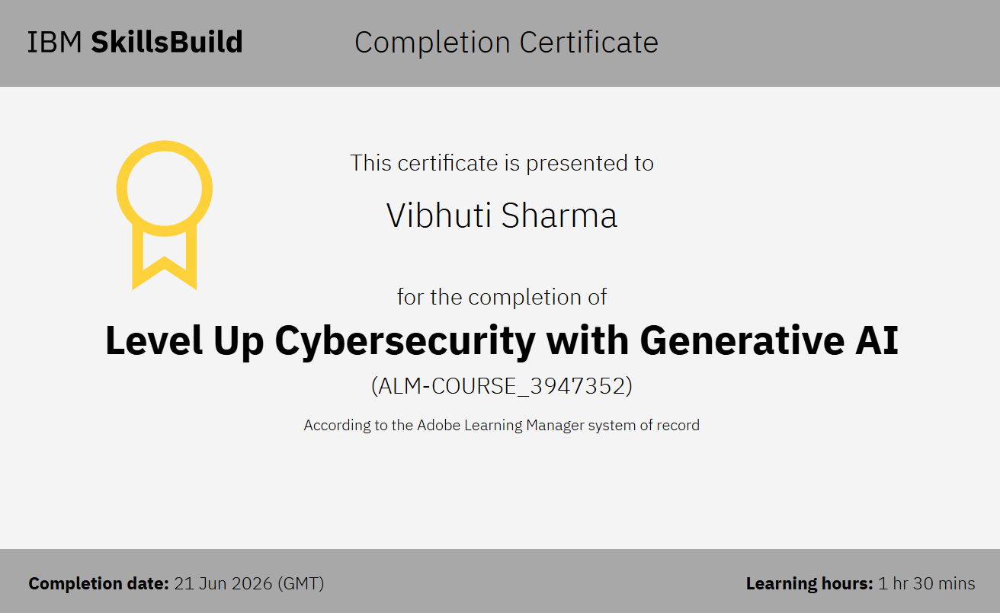 IBM SkillsBuild
Completion Certificate
This certificate is presented to
Vibhuti Sharma
for the completion of
Level Up Cybersecurity with Generative AI
(ALM-COURSE_3947352)
According to the Adobe Learning Manager system of record
Completion date: 21 Jun 2026 (GMT)
Learning hours: 1 hr 30 mins